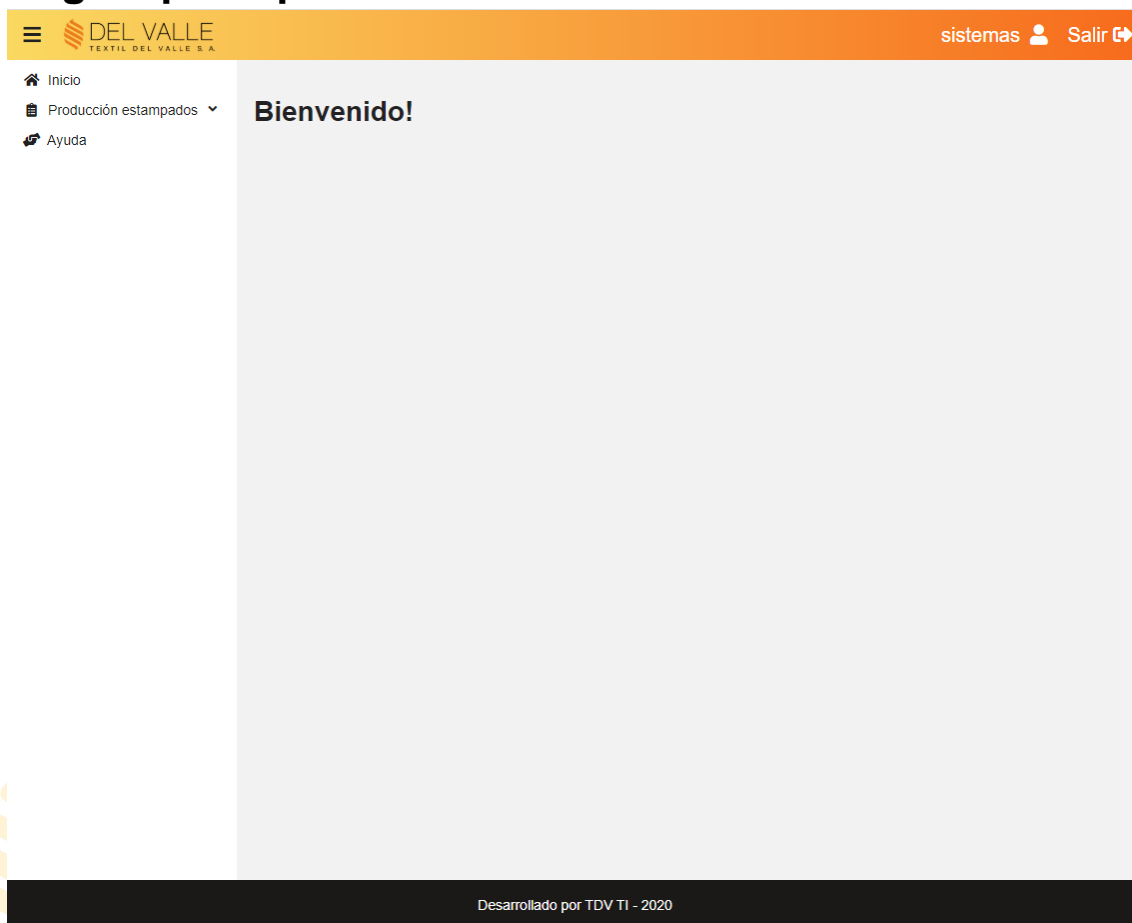 DEL VALLE
TEXTIL DEL VALLE S. A.
sistemas
Salir
Inicio
Producción estampados
Ayuda
Bienvenido!
Desarrollado por TDV TI - 2020